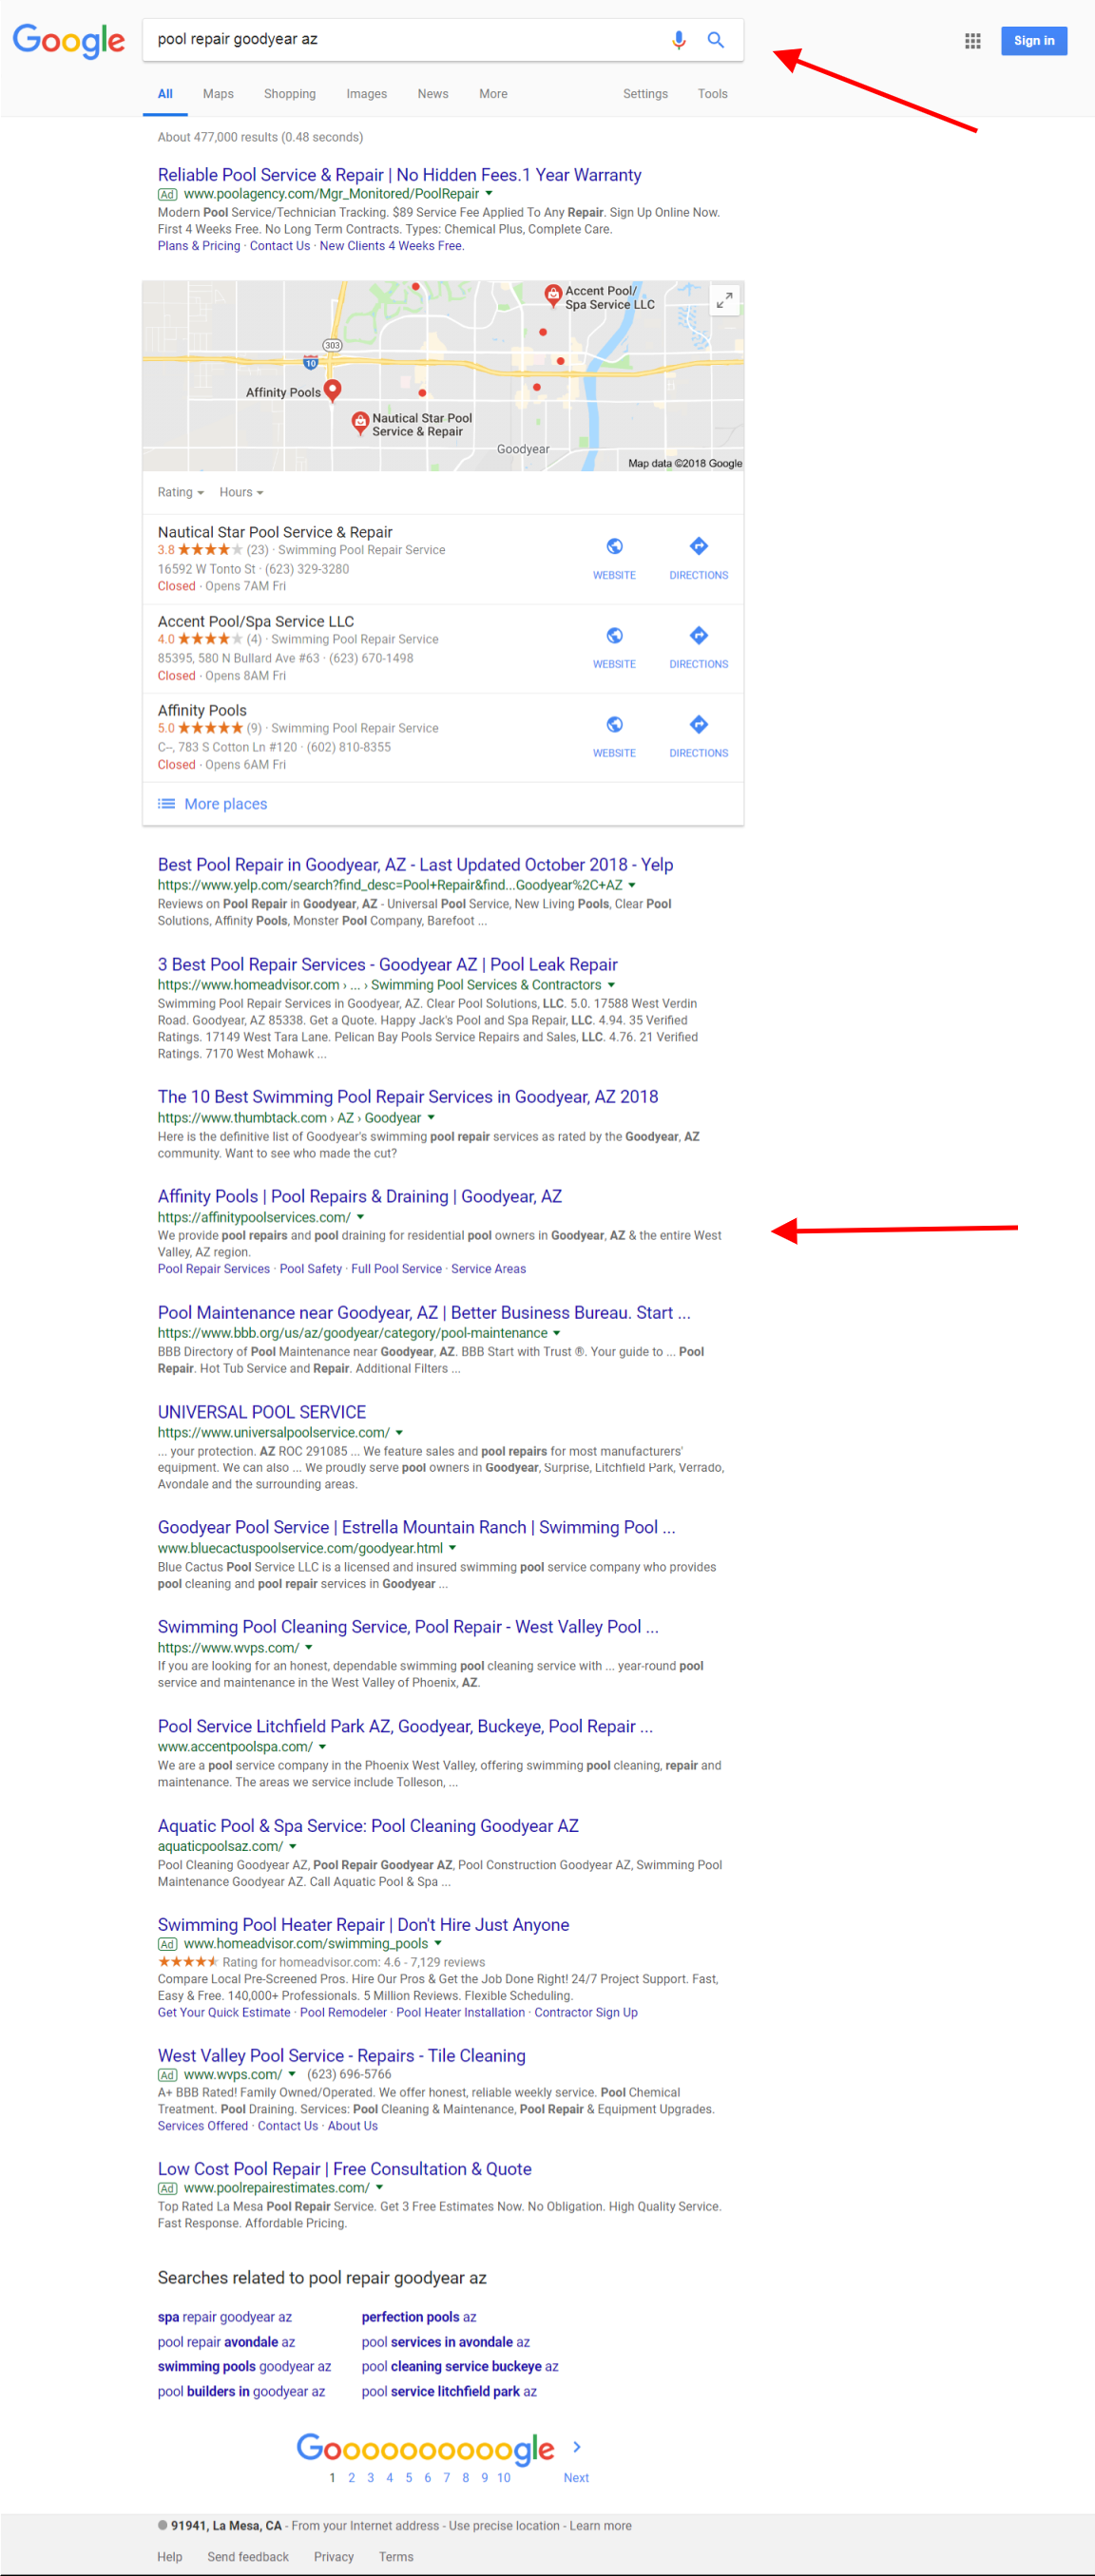 Google
pool repair goodyear az
Sign in
All Maps Shopping Images News More Settings Tools
About 477,000 results (0.48 seconds)
Reliable Pool Service & Repair | No Hidden Fees.1 Year Warranty
Ad www.poolagency.com/Mgr_Monitored/PoolRepair
Modern Pool Service/Technician Tracking. $89 Service Fee Applied To Any Repair. Sign Up Online Now.
First 4 Weeks Free. No Long Term Contracts. Types: Chemical Plus, Complete Care.
Plans & Pricing · Contact Us · New Clients 4 Weeks Free.
Accent Pool/
Spa Service LLC
303
10
Affinity Pools
Nautical Star Pool
Service & Repair
Goodyear
Map data ©2018 Google
Rating Hours
Nautical Star Pool Service & Repair
3.8 (23) · Swimming Pool Repair Service
16592 W Tonto St · (623) 329-3280
Closed · Opens 7AM Fri
WEBSITE DIRECTIONS
Accent Pool/Spa Service LLC
4.0 (4) · Swimming Pool Repair Service
85395, 580 N Bullard Ave #63 · (623) 670-1498
Closed · Opens 8AM Fri
WEBSITE DIRECTIONS
Affinity Pools
5.0 (9) · Swimming Pool Repair Service
C--, 783 S Cotton Ln #120 · (602) 810-8355
Closed · Opens 6AM Fri
WEBSITE DIRECTIONS
More places
Best Pool Repair in Goodyear, AZ - Last Updated October 2018 - Yelp
https://www.yelp.com/search?find_desc=Pool+Repair&find...Goodyear%2C+AZ
Reviews on Pool Repair in Goodyear, AZ - Universal Pool Service, New Living Pools, Clear Pool
Solutions, Affinity Pools, Monster Pool Company, Barefoot ...
3 Best Pool Repair Services - Goodyear AZ | Pool Leak Repair
https://www.homeadvisor.com › ... › Swimming Pool Services & Contractors
Swimming Pool Repair Services in Goodyear, AZ. Clear Pool Solutions, LLC. 5.0. 17588 West Verdin
Road. Goodyear, AZ 85338. Get a Quote. Happy Jack's Pool and Spa Repair, LLC. 4.94. 35 Verified
Ratings. 17149 West Tara Lane. Pelican Bay Pools Service Repairs and Sales, LLC. 4.76. 21 Verified
Ratings. 7170 West Mohawk ...
The 10 Best Swimming Pool Repair Services in Goodyear, AZ 2018
https://www.thumbtack.com › AZ › Goodyear
Here is the definitive list of Goodyear's swimming pool repair services as rated by the Goodyear, AZ
community. Want to see who made the cut?
Affinity Pools | Pool Repairs & Draining | Goodyear, AZ
https://affinitypoolservices.com/
We provide pool repairs and pool draining for residential pool owners in Goodyear, AZ & the entire West
Valley, AZ region.
Pool Repair Services · Pool Safety · Full Pool Service · Service Areas
Pool Maintenance near Goodyear, AZ | Better Business Bureau. Start ...
https://www.bbb.org/us/az/goodyear/category/pool-maintenance
BBB Directory of Pool Maintenance near Goodyear, AZ. BBB Start with Trust ®. Your guide to ... Pool
Repair. Hot Tub Service and Repair. Additional Filters ...
UNIVERSAL POOL SERVICE
https://www.universalpoolservice.com/
... your protection. AZ ROC 291085 ... We feature sales and pool repairs for most manufacturers'
equipment. We can also ... We proudly serve pool owners in Goodyear, Surprise, Litchfield Park, Verrado,
Avondale and the surrounding areas.
Goodyear Pool Service | Estrella Mountain Ranch | Swimming Pool ...
www.bluecactuspoolservice.com/goodyear.html
Blue Cactus Pool Service LLC is a licensed and insured swimming pool service company who provides
pool cleaning and pool repair services in Goodyear ...
Swimming Pool Cleaning Service, Pool Repair - West Valley Pool ...
https://www.wvps.com/
If you are looking for an honest, dependable swimming pool cleaning service with ... year-round pool
service and maintenance in the West Valley of Phoenix, AZ.
Pool Service Litchfield Park AZ, Goodyear, Buckeye, Pool Repair ...
www.accentpoolspa.com/
We are a pool service company in the Phoenix West Valley, offering swimming pool cleaning, repair and
maintenance. The areas we service include Tolleson, ...
Aquatic Pool & Spa Service: Pool Cleaning Goodyear AZ
aquaticpoolsaz.com/
Pool Cleaning Goodyear AZ, Pool Repair Goodyear AZ, Pool Construction Goodyear AZ, Swimming Pool
Maintenance Goodyear AZ. Call Aquatic Pool & Spa ...
Swimming Pool Heater Repair | Don't Hire Just Anyone
Ad www.homeadvisor.com/swimming_pools
Rating for homeadvisor.com: 4.6 - 7,129 reviews
Compare Local Pre-Screened Pros. Hire Our Pros & Get the Job Done Right! 24/7 Project Support. Fast,
Easy & Free. 140,000+ Professionals. 5 Million Reviews. Flexible Scheduling.
Get Your Quick Estimate · Pool Remodeler · Pool Heater Installation · Contractor Sign Up
West Valley Pool Service - Repairs - Tile Cleaning
Ad www.wvps.com/ (623) 696-5766
A+ BBB Rated! Family Owned/Operated. We offer honest, reliable weekly service. Pool Chemical
Treatment. Pool Draining. Services: Pool Cleaning & Maintenance, Pool Repair & Equipment Upgrades.
Services Offered · Contact Us · About Us
Low Cost Pool Repair | Free Consultation & Quote
Ad www.poolrepairestimates.com/
Top Rated La Mesa Pool Repair Service. Get 3 Free Estimates Now. No Obligation. High Quality Service.
Fast Response. Affordable Pricing.
Searches related to pool repair goodyear az
spa repair goodyear az perfection pools az
pool repair avondale az pool services in avondale az
swimming pools goodyear az pool cleaning service buckeye az
pool builders in goodyear az pool service litchfield park az
Goooooooooogle
1 2 3 4 5 6 7 8 9 10 Next
91941, La Mesa, CA - From your Internet address - Use precise location - Learn more
Help Send feedback Privacy Terms